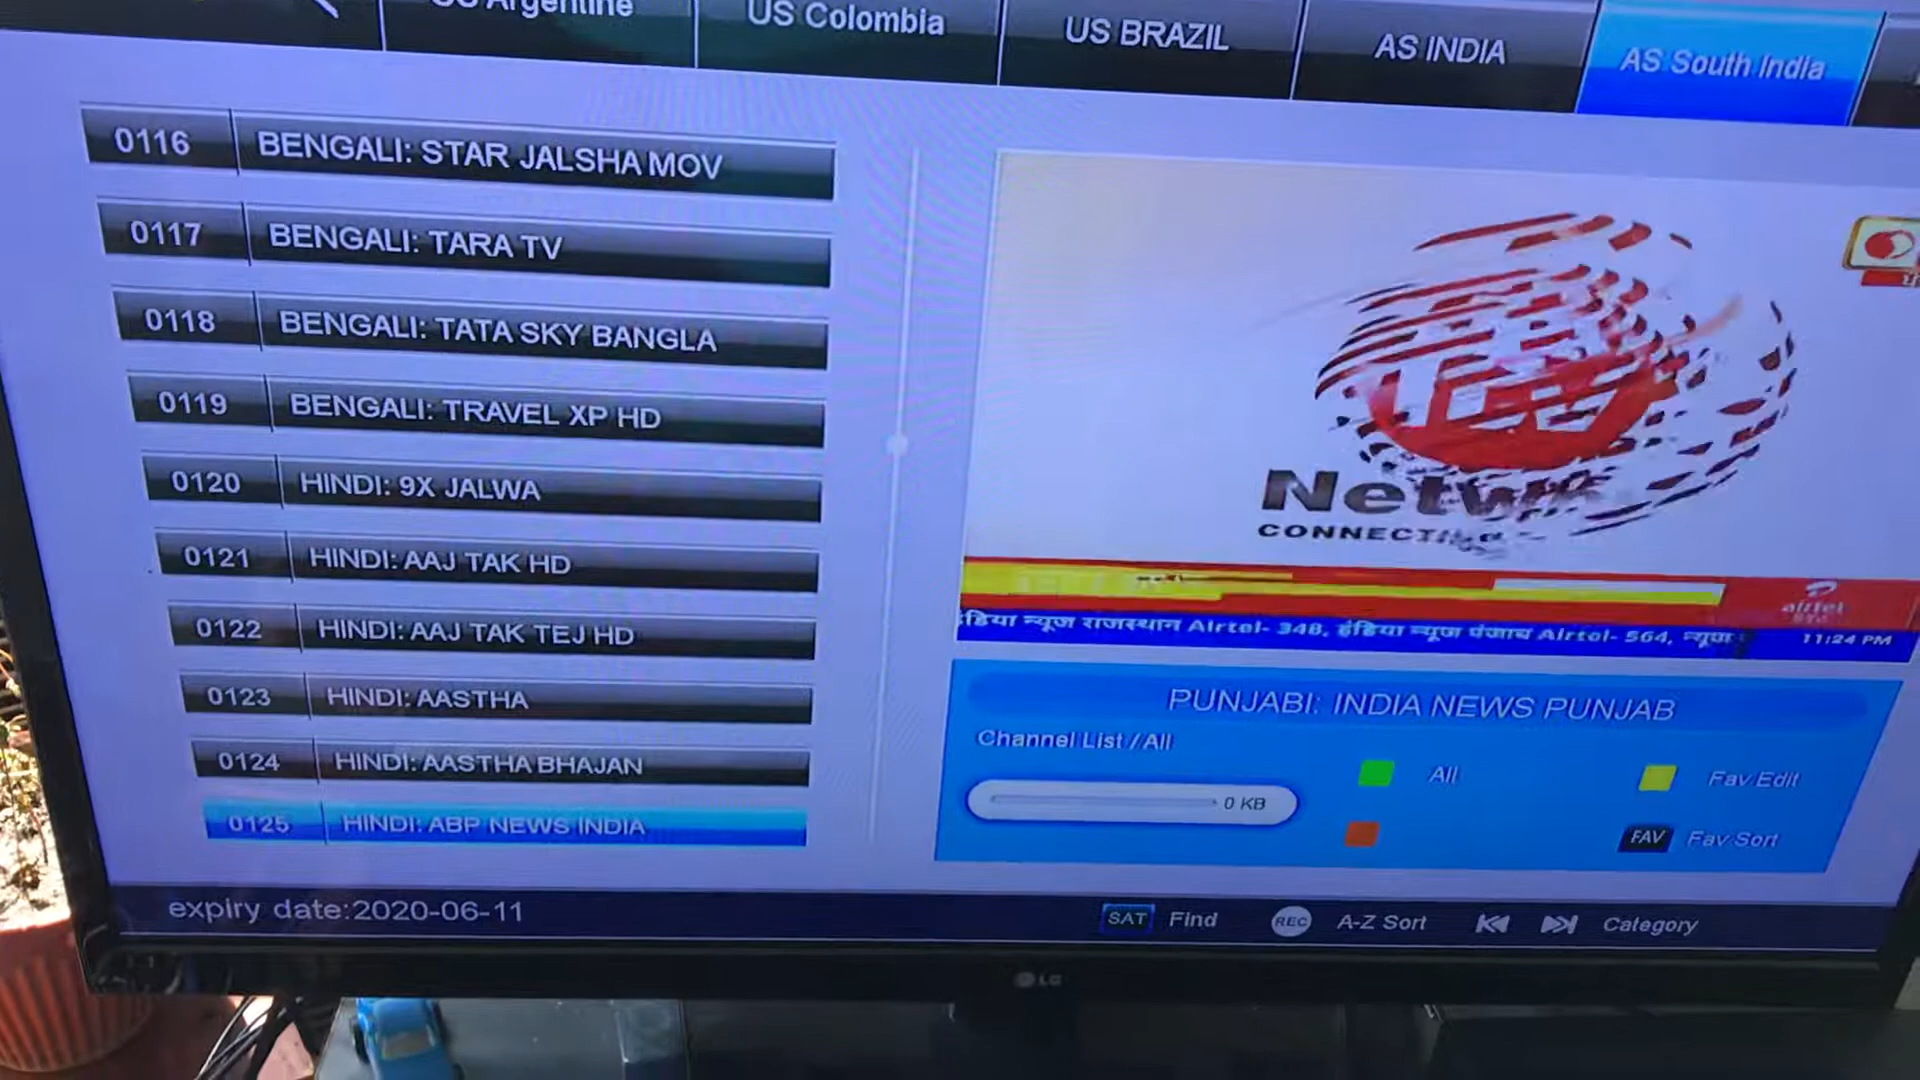 Argentine
US Colombia
US BRAZIL
AS INDIA
AS South India
0116 BENGALI: STAR JALSHA MOV
0117 BENGALI: TARA TV
0118 BENGALI: TATA SKY BANGLA
0119 BENGALI: TRAVEL XP HD
0120 HINDI: 9X JALWA
0121 HINDI: AAJ TAK HD
0122 HINDI: AAJ TAK TEJ HD
0123 HINDI: AASTHA
0124 HINDI: AASTHA BHAJAN
0125 HINDI: ABP NEWS INDIA
airtel
इंडिया न्यूज राजस्थान Airtel- 348, इंडिया न्यूज पंजाब Airtel- 564, न्यूज
11:24 PM
PUNJABI: INDIA NEWS PUNJAB
Channel List / All
0 KB
All
Fav Edit
FAV Fav Sort
expiry date:2020-06-11
SAT Find
REC A-Z Sort
Category
LG